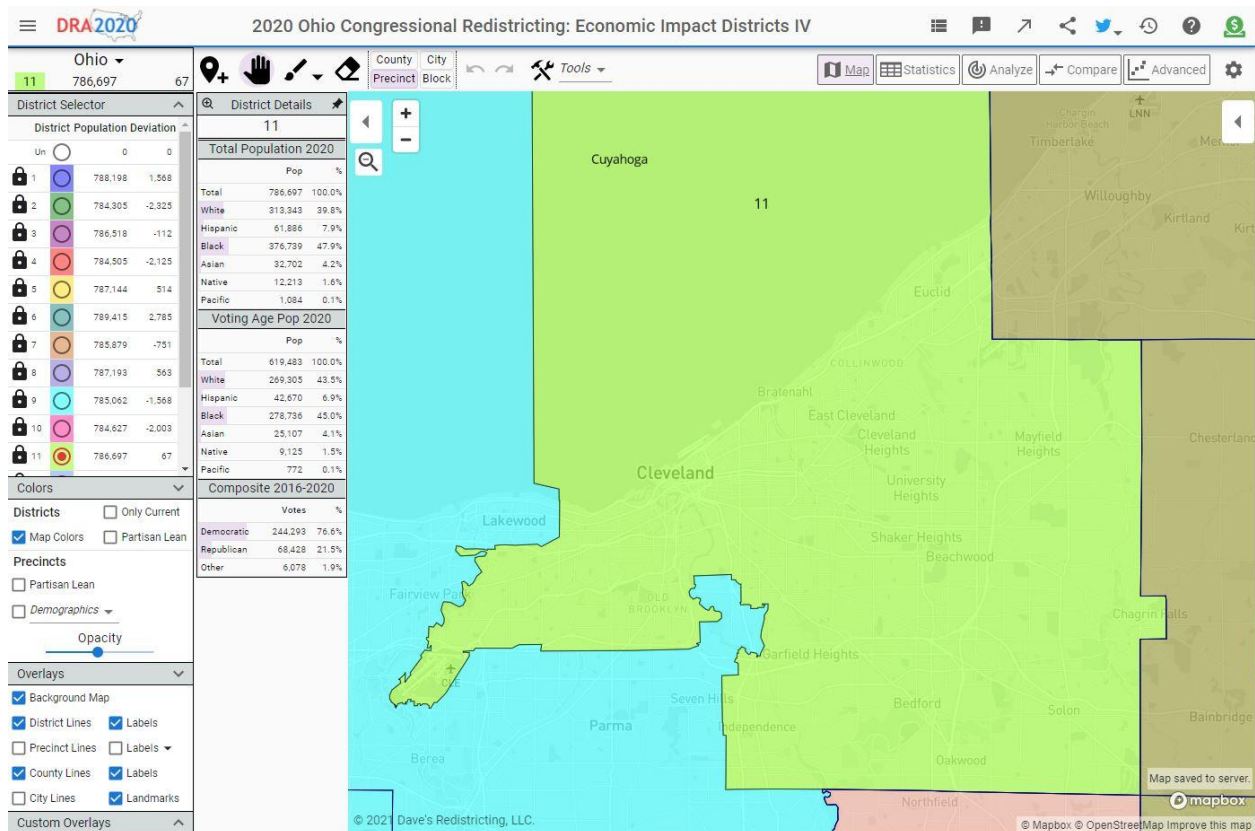 DRA2020
2020 Ohio Congressional Redistricting: Economic Impact Districts IV
Ohio
11 786,697 67
County City
Precinct Block
Tools
Map Statistics Analyze Compare Advanced
District Selector
District Population Deviation
Un 0 0
1 788,198 1,568
2 784,305 -2,325
3 786,518 -112
4 784,505 -2,125
5 787,144 514
6 789,415 2,785
7 785,879 -751
8 787,193 563
9 785,062 -1,568
10 784,627 -2,003
11 786,697 67
Colors
Districts Only Current
Map Colors Partisan Lean
Precincts
Partisan Lean
Demographics
Opacity
Overlays
Background Map
District Lines Labels
Precinct Lines Labels
County Lines Labels
City Lines Landmarks
Custom Overlays
District Details
11
Total Population 2020
Pop %
Total 786,697 100.0%
White 313,343 39.8%
Hispanic 61,886 7.9%
Black 376,739 47.9%
Asian 32,702 4.2%
Native 12,213 1.6%
Pacific 1,084 0.1%
Voting Age Pop 2020
Pop %
Total 619,483 100.0%
White 269,305 43.5%
Hispanic 42,670 6.9%
Black 278,736 45.0%
Asian 25,107 4.1%
Native 9,125 1.5%
Pacific 772 0.1%
Composite 2016-2020
Votes %
Democratic 244,293 76.6%
Republican 68,428 21.5%
Other 6,078 1.9%
+
−
Cuyahoga
11
LNN
Timberlake
Willoughby
Kirtland
Euclid
COLLINWOOD
Bratenahl
East Cleveland
Cleveland
Heights
Mayfield
Heights
Chesterland
Cleveland
University
Heights
Lakewood
Shaker Heights
Beachwood
Fairview Park
OLD
BROOKLYN
Chagrin Falls
Garfield Heights
CLE
Seven Hills
Bedford
Solon
Parma
Independence
Bainbridge
Berea
Oakwood
Northfield
Map saved to server.
mapbox
© 2021 Dave's Redistricting, LLC.
© Mapbox © OpenStreetMap Improve this map